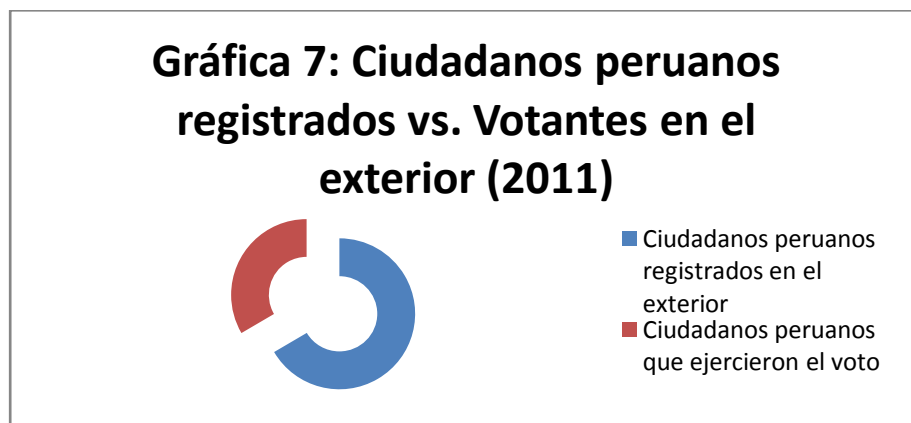 Gráfica 7: Ciudadanos peruanos
registrados vs. Votantes en el
exterior (2011)
Ciudadanos peruanos
registrados en el
exterior
Ciudadanos peruanos
que ejercieron el voto